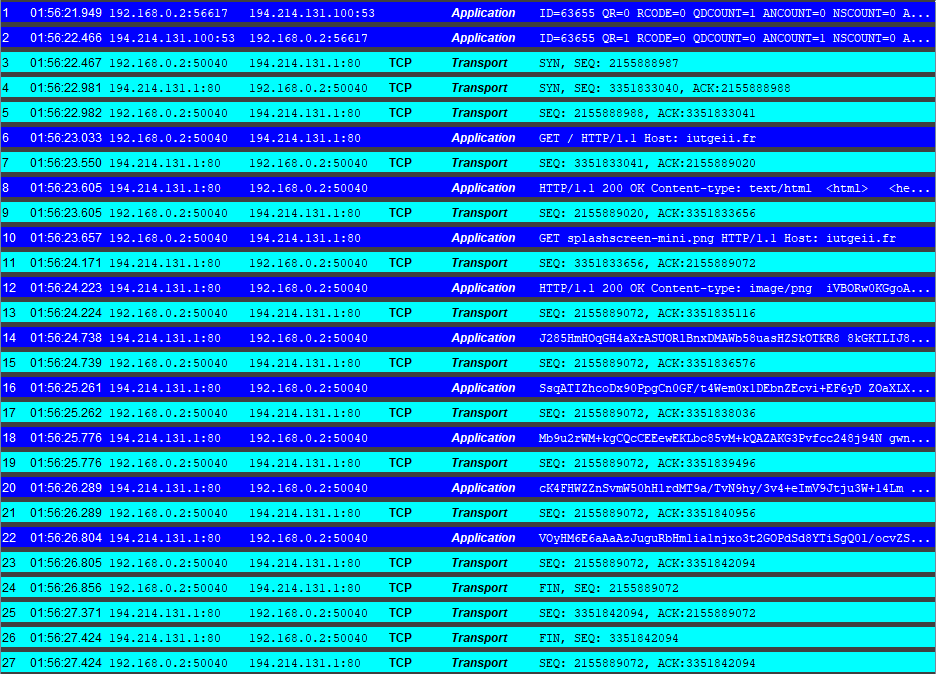 1 01:56:21.949 192.168.0.2:56617 194.214.131.100:53 Application ID=63655 QR=0 RCODE=0 QDCOUNT=1 ANCOUNT=0 NSCOUNT=0 A...
2 01:56:22.466 194.214.131.100:53 192.168.0.2:56617 Application ID=63655 QR=1 RCODE=0 QDCOUNT=0 ANCOUNT=1 NSCOUNT=0 A...
3 01:56:22.467 192.168.0.2:50040 194.214.131.1:80 TCP Transport SYN, SEQ: 2155888987
4 01:56:22.981 194.214.131.1:80 192.168.0.2:50040 TCP Transport SYN, SEQ: 3351833040, ACK:2155888988
5 01:56:22.982 192.168.0.2:50040 194.214.131.1:80 TCP Transport SEQ: 2155888988, ACK:3351833041
6 01:56:23.033 192.168.0.2:50040 194.214.131.1:80 Application GET / HTTP/1.1 Host: iutgeii.fr
7 01:56:23.550 194.214.131.1:80 192.168.0.2:50040 TCP Transport SEQ: 3351833041, ACK:2155889020
8 01:56:23.605 194.214.131.1:80 192.168.0.2:50040 Application HTTP/1.1 200 OK Content-type: text/html <html> <he...
9 01:56:23.605 192.168.0.2:50040 194.214.131.1:80 TCP Transport SEQ: 2155889020, ACK:3351833656
10 01:56:23.657 192.168.0.2:50040 194.214.131.1:80 Application GET splashscreen-mini.png HTTP/1.1 Host: iutgeii.fr
11 01:56:24.171 194.214.131.1:80 192.168.0.2:50040 TCP Transport SEQ: 3351833656, ACK:2155889072
12 01:56:24.223 194.214.131.1:80 192.168.0.2:50040 Application HTTP/1.1 200 OK Content-type: image/png iVBORw0KGgoA...
13 01:56:24.224 192.168.0.2:50040 194.214.131.1:80 TCP Transport SEQ: 2155889072, ACK:3351835116
14 01:56:24.738 194.214.131.1:80 192.168.0.2:50040 Application J285HmHOqGH4aXrASUORlBnxDMAWb58uasHZSkOTKR8 8kGKILIJ8...
15 01:56:24.739 192.168.0.2:50040 194.214.131.1:80 TCP Transport SEQ: 2155889072, ACK:3351836576
16 01:56:25.261 194.214.131.1:80 192.168.0.2:50040 Application SsqATIZhcoDx90PpgCn0GF/t4Wem0xlDEbnZEcvi+EF6yD ZOaXLX...
17 01:56:25.262 192.168.0.2:50040 194.214.131.1:80 TCP Transport SEQ: 2155889072, ACK:3351838036
18 01:56:25.776 194.214.131.1:80 192.168.0.2:50040 Application Mb9u2rWM+kgCQcCEEewEKLbc85vM+kQAZAKG3Pvfcc248j94N gwn...
19 01:56:25.776 192.168.0.2:50040 194.214.131.1:80 TCP Transport SEQ: 2155889072, ACK:3351839496
20 01:56:26.289 194.214.131.1:80 192.168.0.2:50040 Application cK4FHWZZnSvmW50hHlrdMT9a/TvN9hy/3v4+eImV9Jtju3W+l4Lm ...
21 01:56:26.289 192.168.0.2:50040 194.214.131.1:80 TCP Transport SEQ: 2155889072, ACK:3351840956
22 01:56:26.804 194.214.131.1:80 192.168.0.2:50040 Application VOyHM6E6aAaAzJuguRbHmlialnjxo3t2GOPdSd8YTiSgQ0l/ocvZS...
23 01:56:26.805 192.168.0.2:50040 194.214.131.1:80 TCP Transport SEQ: 2155889072, ACK:3351842094
24 01:56:26.856 192.168.0.2:50040 194.214.131.1:80 TCP Transport FIN, SEQ: 2155889072
25 01:56:27.371 194.214.131.1:80 192.168.0.2:50040 TCP Transport SEQ: 3351842094, ACK:2155889072
26 01:56:27.424 194.214.131.1:80 192.168.0.2:50040 TCP Transport FIN, SEQ: 3351842094
27 01:56:27.424 192.168.0.2:50040 194.214.131.1:80 TCP Transport SEQ: 2155889072, ACK:3351842094